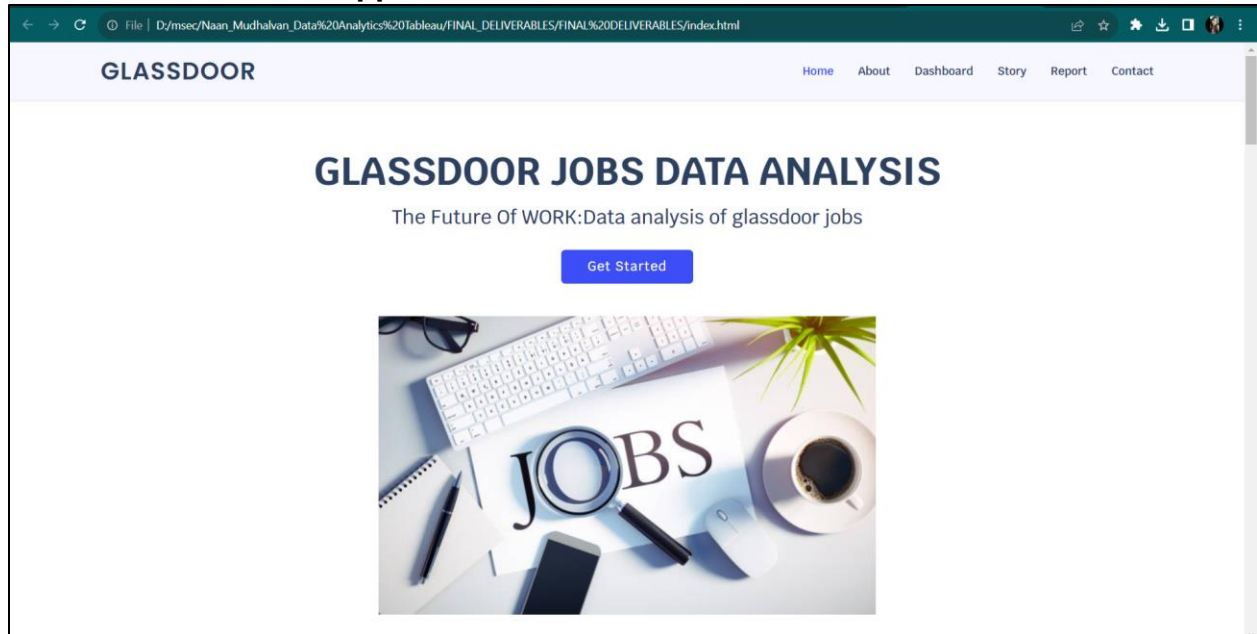 File | D:/msec/Naan_Mudhalvan_Data%20Analytics%20Tableau/FINAL_DELIVERABLES/FINAL%20DELIVERABLES/index.html
GLASSDOOR
Home About Dashboard Story Report Contact
GLASSDOOR JOBS DATA ANALYSIS
The Future Of WORK:Data analysis of glassdoor jobs
Get Started
JOBS